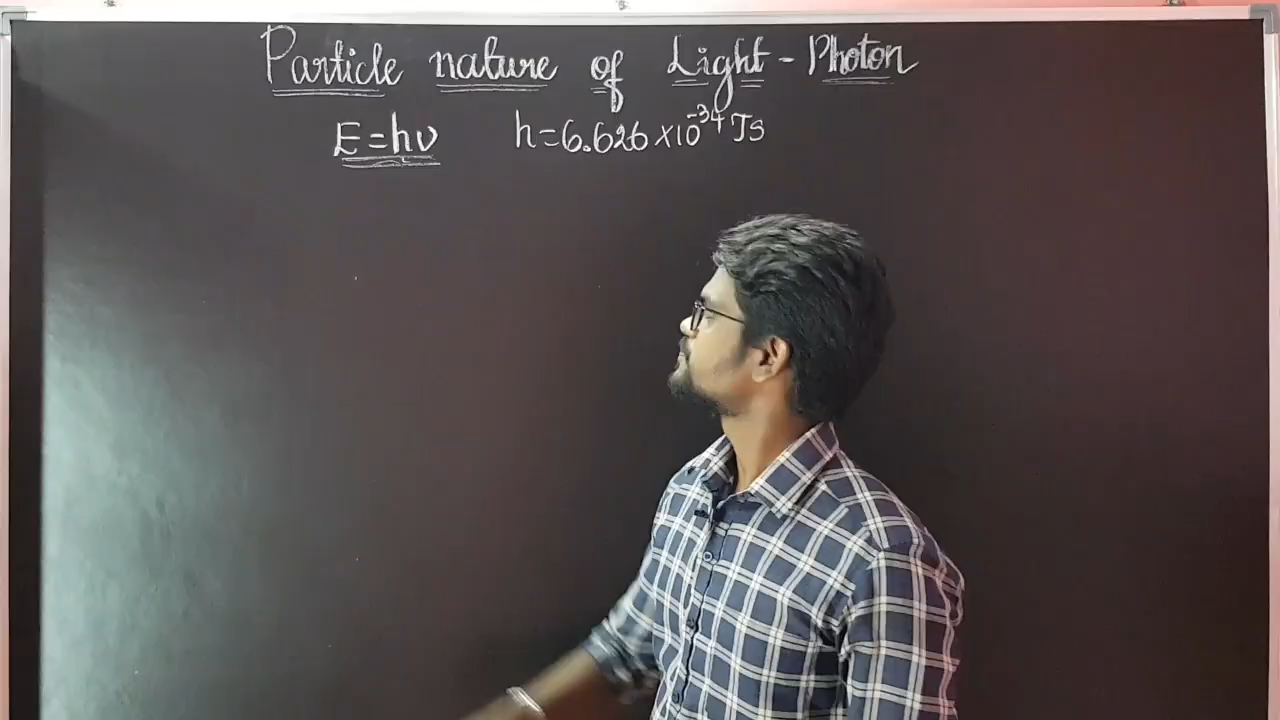 Particle nature of Light - Photon
E=hν h=6.626×10⁻³⁴ JS